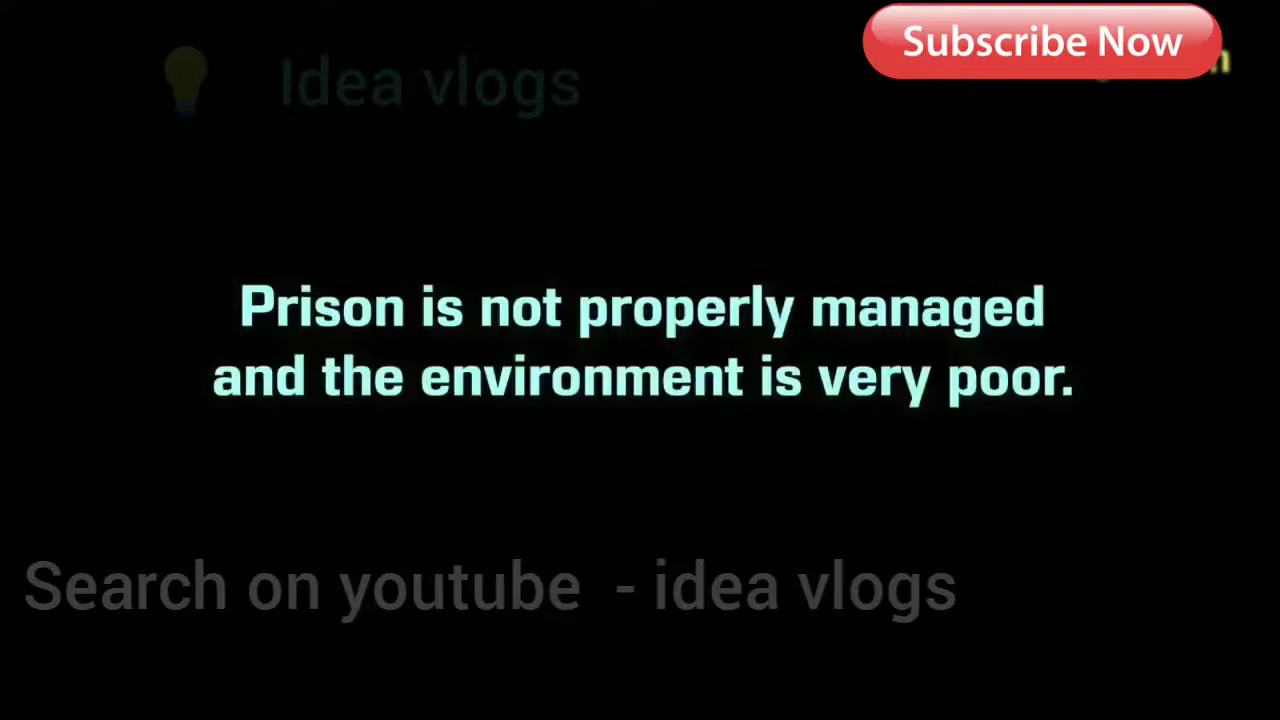 Subscribe Now
Idea vlogs
Prison is not properly managed
and the environment is very poor.
Search on youtube - idea vlogs